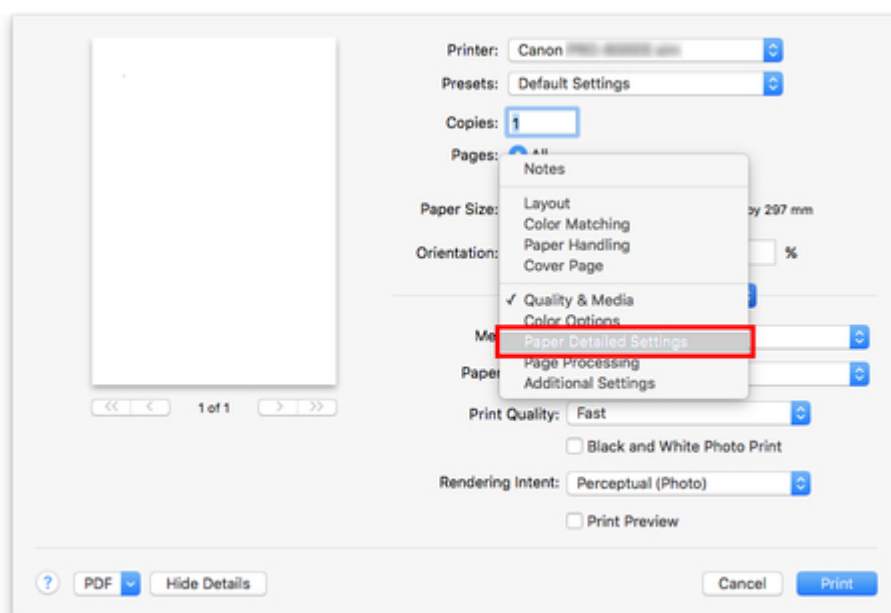 Printer: Canon
Presets: Default Settings
Copies: 1
Pages: All
Notes
Layout
Paper Size: by 297 mm
Color Matching
Paper Handling
Orientation: %
Cover Page
✓ Quality & Media
Color Options
Paper Detailed Settings
Page Processing
Paper
Additional Settings
<< < 1 of 1 > >>
Print Quality: Fast
Black and White Photo Print
Rendering Intent: Perceptual (Photo)
Print Preview
? PDF Hide Details Cancel Print